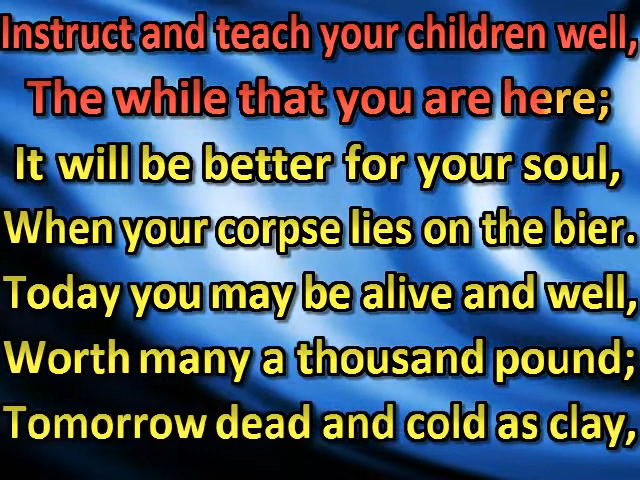 Instruct and teach your children well,
The while that you are here;
It will be better for your soul,
When your corpse lies on the bier.
Today you may be alive and well,
Worth many a thousand pound;
Tomorrow dead and cold as clay,